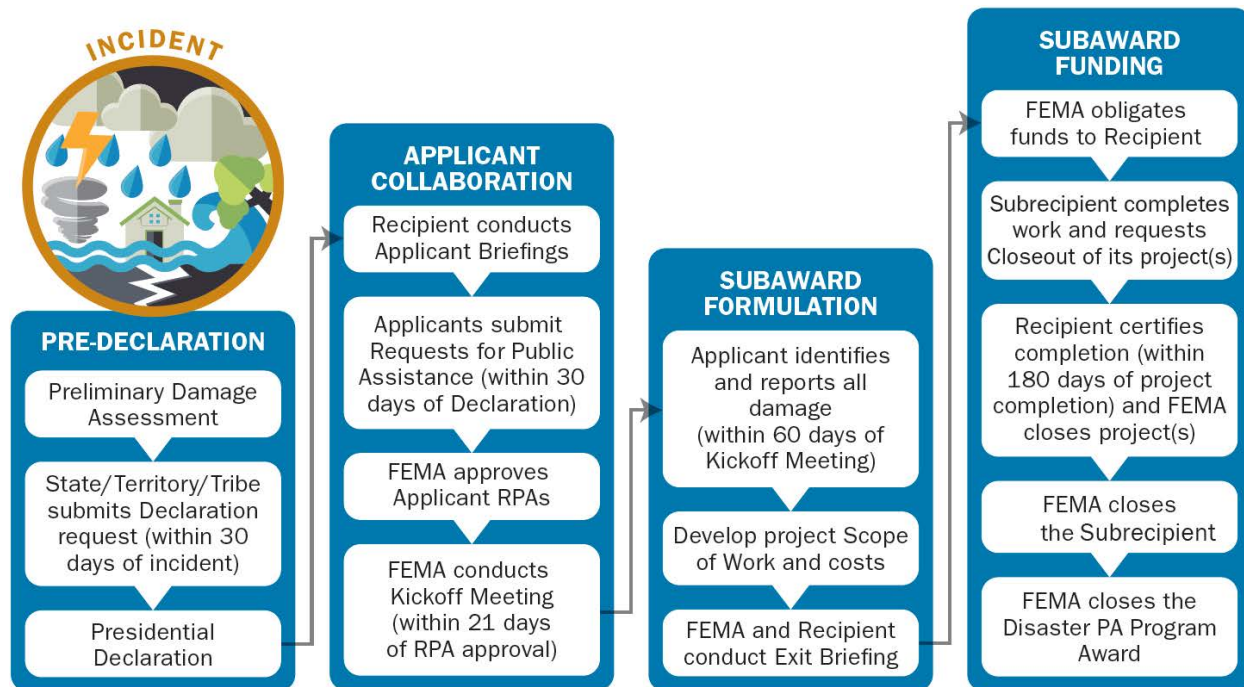 INCIDENT
PRE-DECLARATION
Preliminary Damage
Assessment
State/Territory/Tribe
submits Declaration
request (within 30
days of incident)
Presidential
Declaration
APPLICANT
COLLABORATION
Recipient conducts
Applicant Briefings
Applicants submit
Requests for Public
Assistance (within 30
days of Declaration)
FEMA approves
Applicant RPAs
FEMA conducts
Kickoff Meeting
(within 21 days
of RPA approval)
SUBAWARD
FORMULATION
Applicant identifies
and reports all
damage
(within 60 days of
Kickoff Meeting)
Develop project Scope
of Work and costs
FEMA and Recipient
conduct Exit Briefing
SUBAWARD
FUNDING
FEMA obligates
funds to Recipient
Subrecipient completes
work and requests
Closeout of its project(s)
Recipient certifies
completion (within
180 days of project
completion) and FEMA
closes project(s)
FEMA closes
the Subrecipient
FEMA closes the
Disaster PA Program
Award